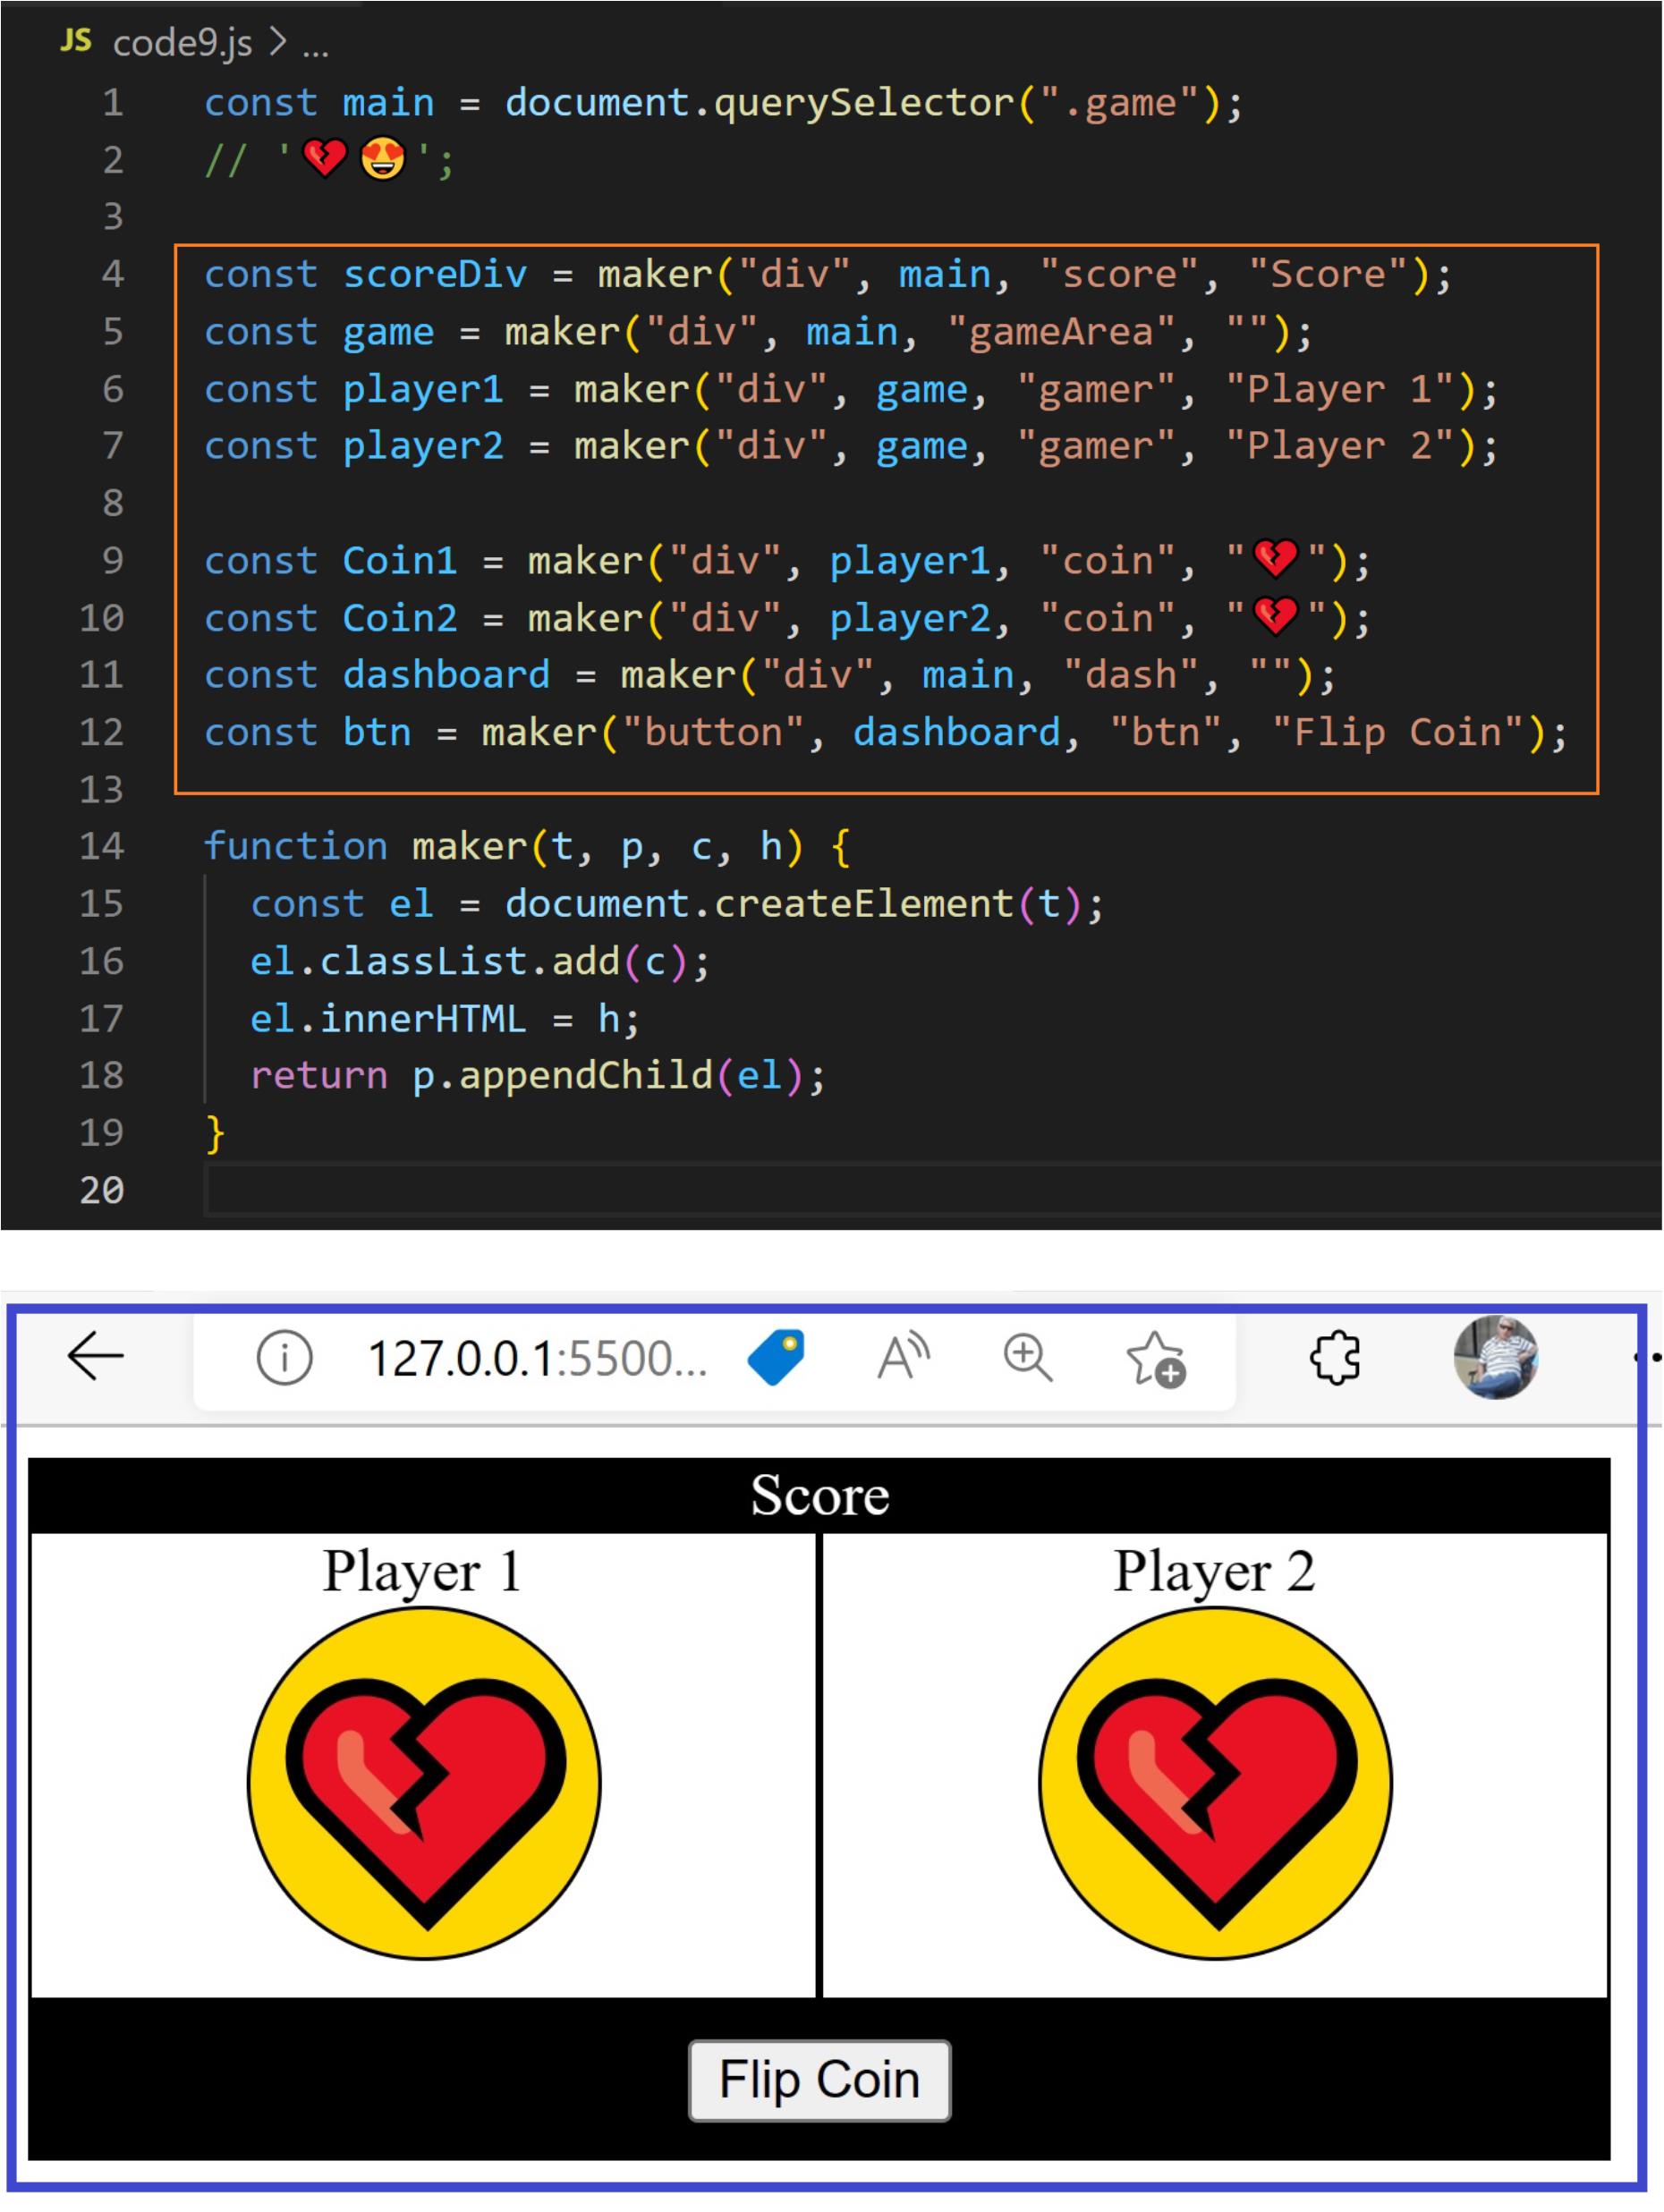 JS code9.js > ...
1 const main = document.querySelector(".game");
2 // '💔😍';
3
4 const scoreDiv = maker("div", main, "score", "Score");
5 const game = maker("div", main, "gameArea", "");
6 const player1 = maker("div", game, "gamer", "Player 1");
7 const player2 = maker("div", game, "gamer", "Player 2");
8
9 const Coin1 = maker("div", player1, "coin", "💔");
10 const Coin2 = maker("div", player2, "coin", "💔");
11 const dashboard = maker("div", main, "dash", "");
12 const btn = maker("button", dashboard, "btn", "Flip Coin");
13
14 function maker(t, p, c, h) {
15   const el = document.createElement(t);
16   el.classList.add(c);
17   el.innerHTML = h;
18   return p.appendChild(el);
19 }
20
127.0.0.1:5500...
Score
Player 1 Player 2
Flip Coin